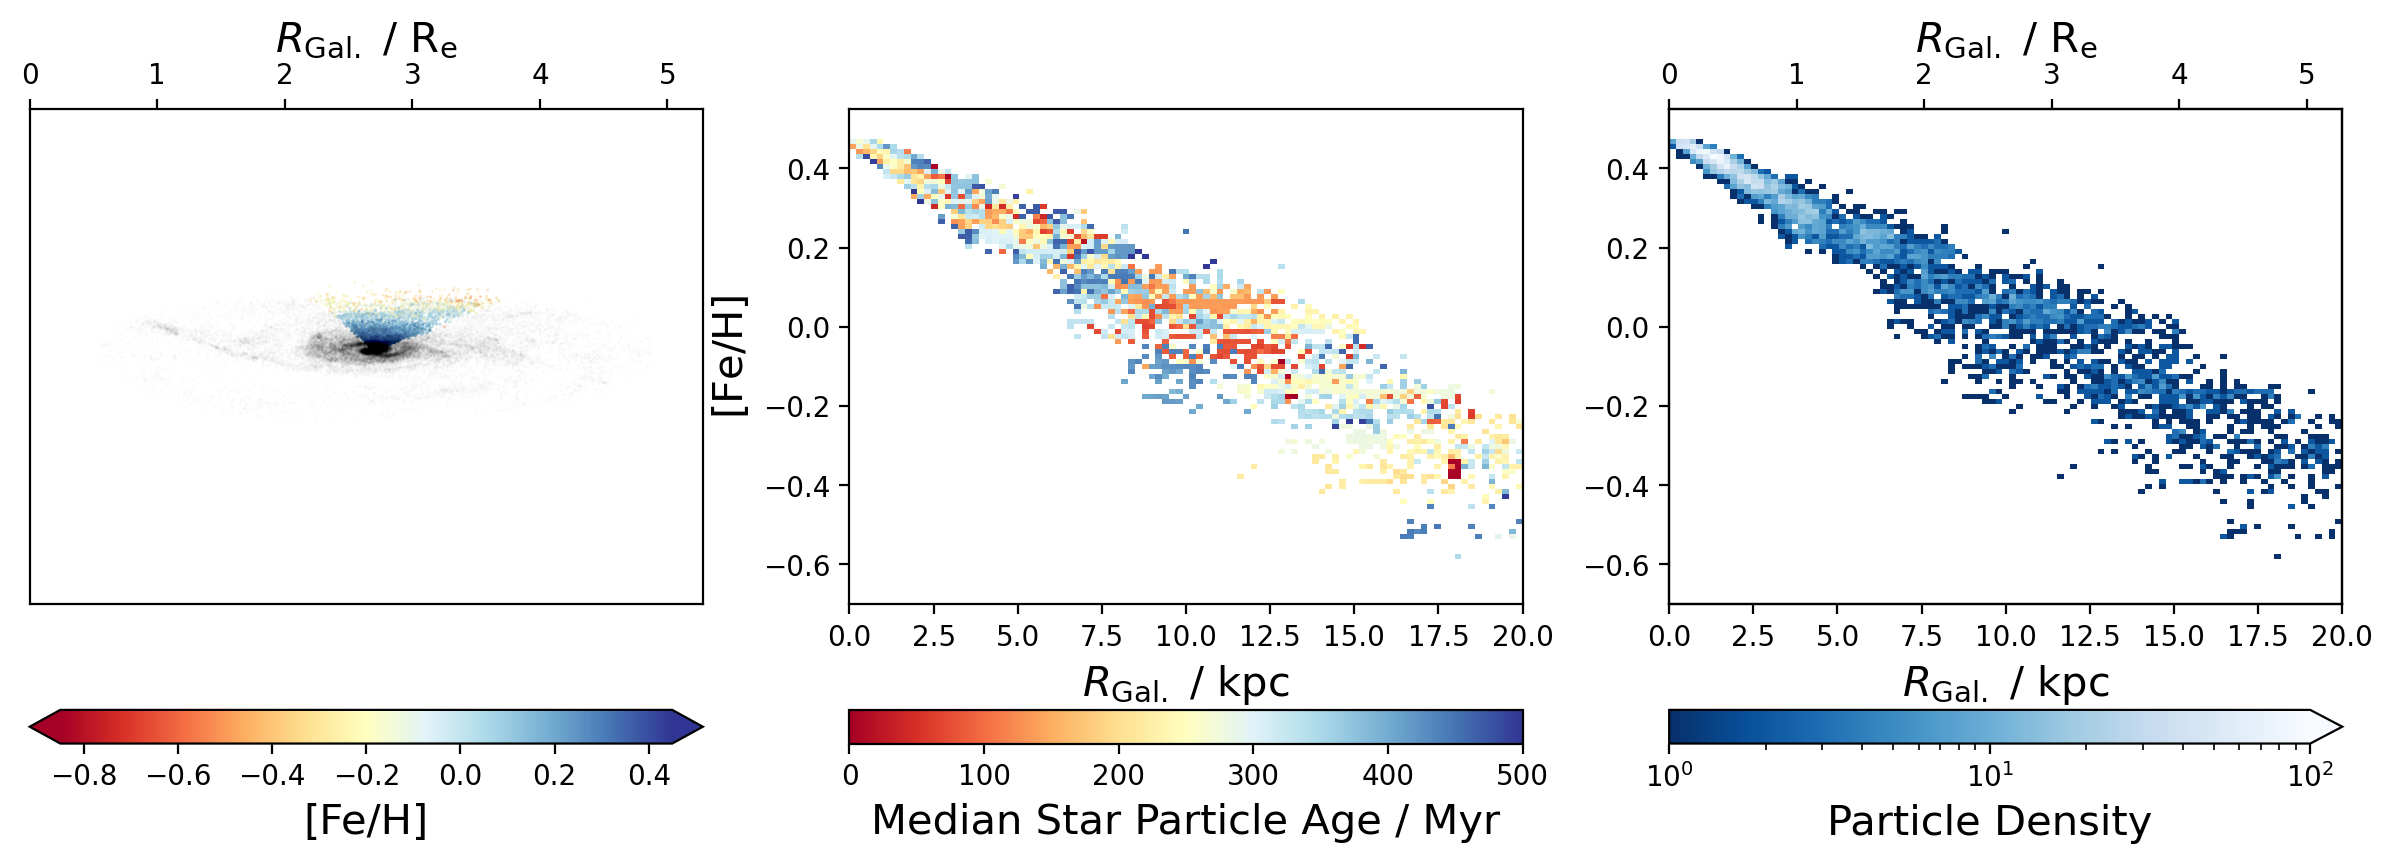 R_Gal. / R_e
0 1 2 3 4 5
−0.8 −0.6 −0.4 −0.2 0.0 0.2 0.4
[Fe/H]
[Fe/H]
0.4
0.2
0.0
−0.2
−0.4
−0.6
0.0 2.5 5.0 7.5 10.0 12.5 15.0 17.5 20.0
R_Gal. / kpc
0 100 200 300 400 500
Median Star Particle Age / Myr
R_Gal. / R_e
0 1 2 3 4 5
0.4
0.2
0.0
−0.2
−0.4
−0.6
0.0 2.5 5.0 7.5 10.0 12.5 15.0 17.5 20.0
R_Gal. / kpc
10^0 10^1 10^2
Particle Density